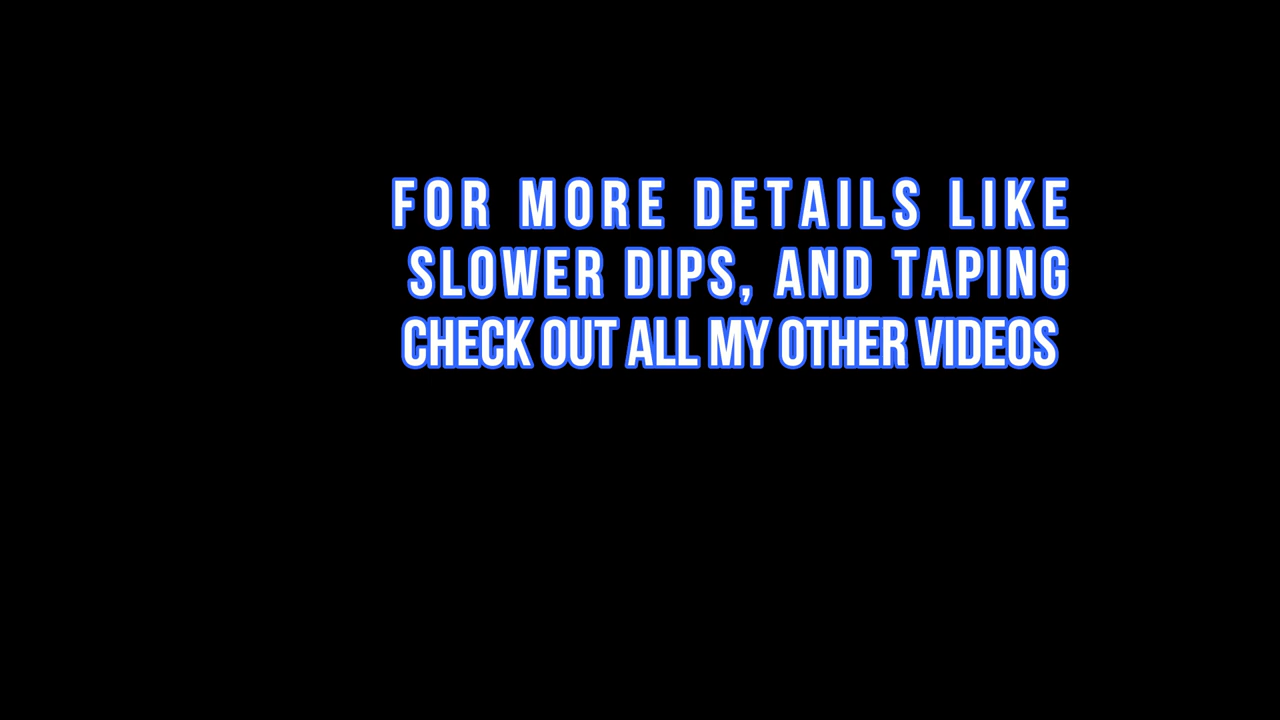 FOR MORE DETAILS LIKE
SLOWER DIPS, AND TAPING
CHECK OUT ALL MY OTHER VIDEOS